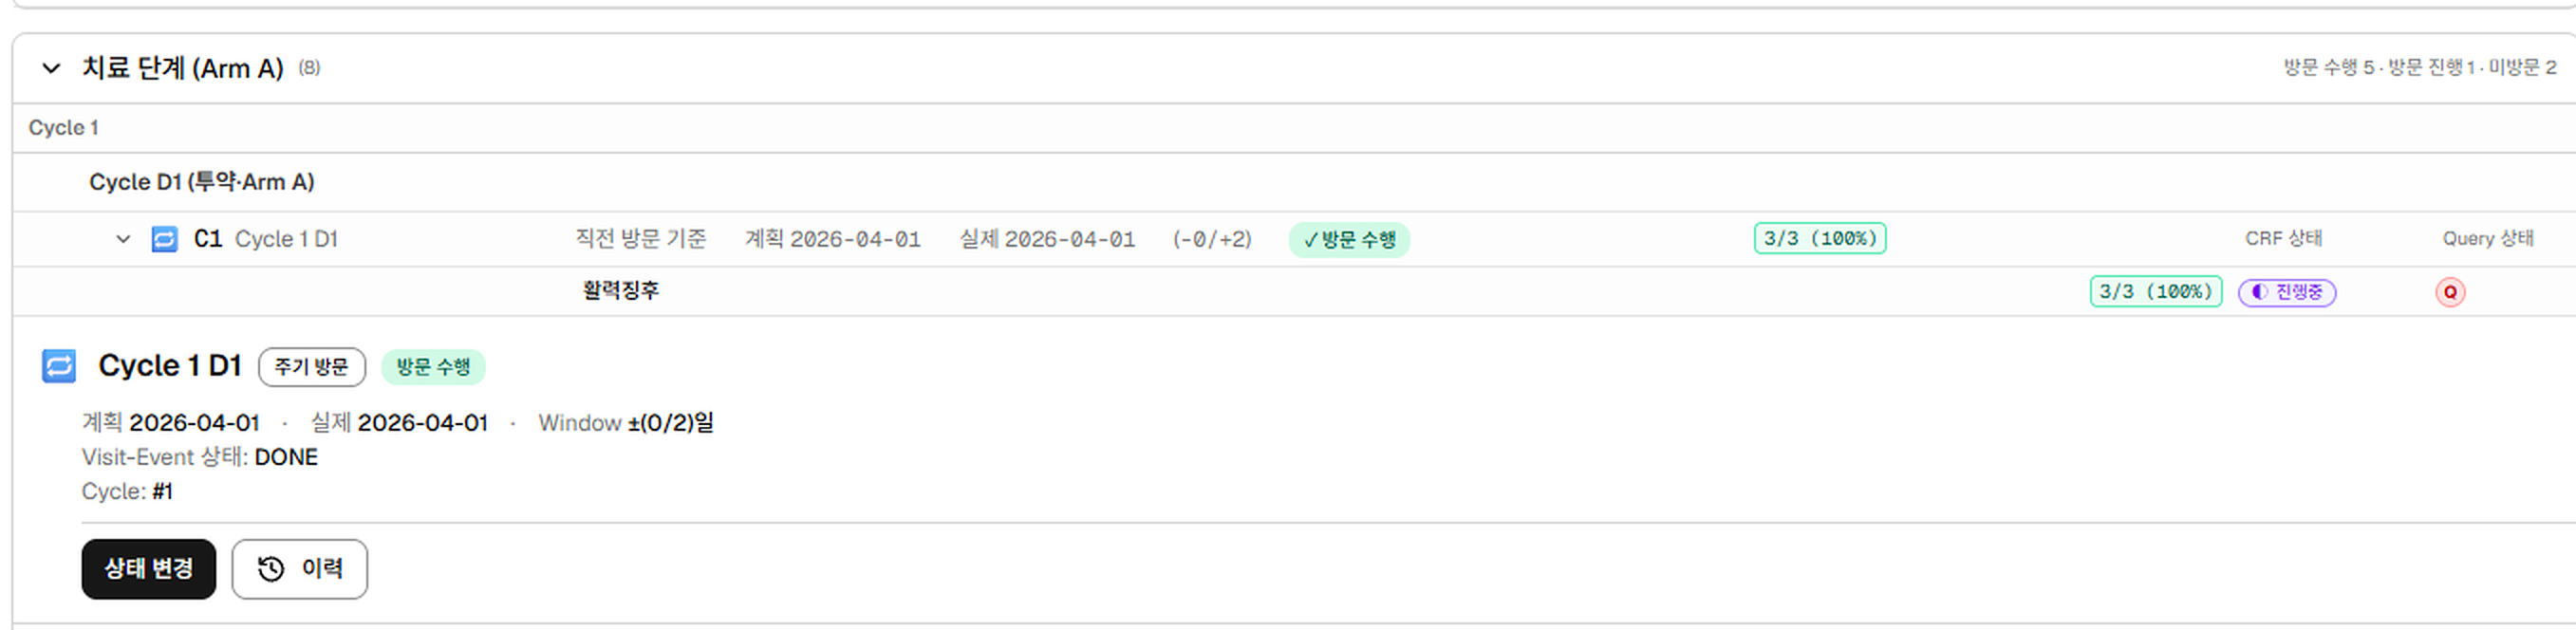 치료 단계 (Arm A) (8) 방문 수행 5 · 방문 진행 1 · 미방문 2
Cycle 1
Cycle D1 (투약·Arm A)
C1 Cycle 1 D1 직전 방문 기준 계획 2026-04-01 실제 2026-04-01 (-0/+2) ✓방문 수행 3/3 (100%) CRF 상태 Query 상태
활력징후 3/3 (100%) 진행중 Q
Cycle 1 D1 주기 방문 방문 수행
계획 2026-04-01 · 실제 2026-04-01 · Window ±(0/2)일
Visit-Event 상태: DONE
Cycle: #1
상태 변경 이력